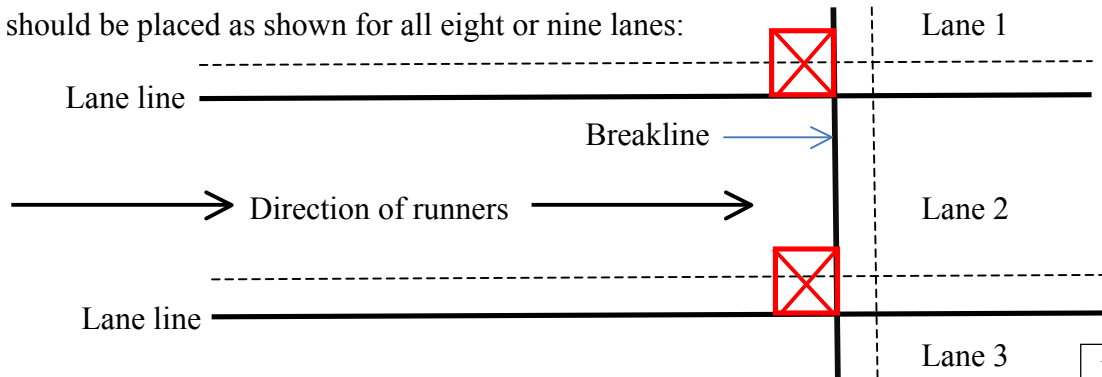 should be placed as shown for all eight or nine lanes:
Lane 1
Lane line
Breakline
Direction of runners
Lane 2
Lane line
Lane 3